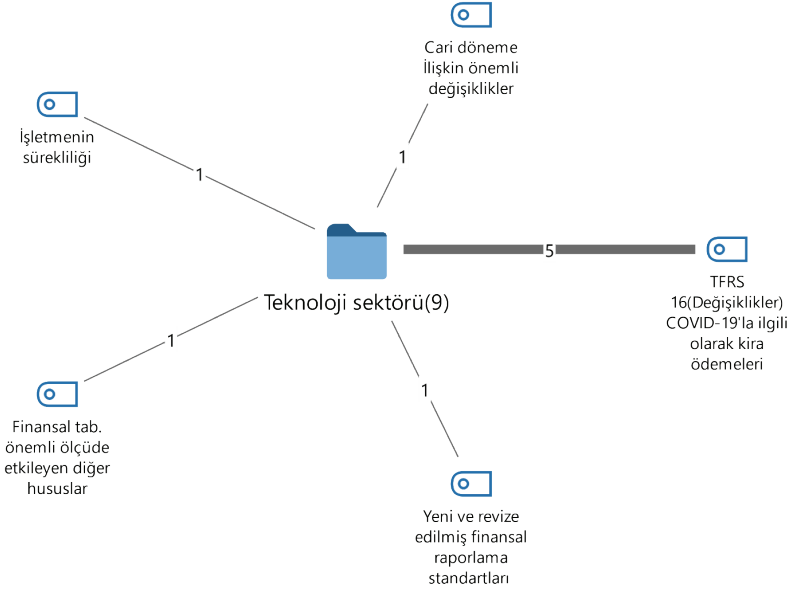 Cari döneme
İlişkin önemli
değişiklikler
1
İşletmenin
sürekliliği
1
5
TFRS
16(Değişiklikler)
COVID-19'la ilgili
olarak kira
ödemeleri
Teknoloji sektörü(9)
1
Finansal tab.
önemli ölçüde
etkileyen diğer
hususlar
1
Yeni ve revize
edilmiş finansal
raporlama
standartları